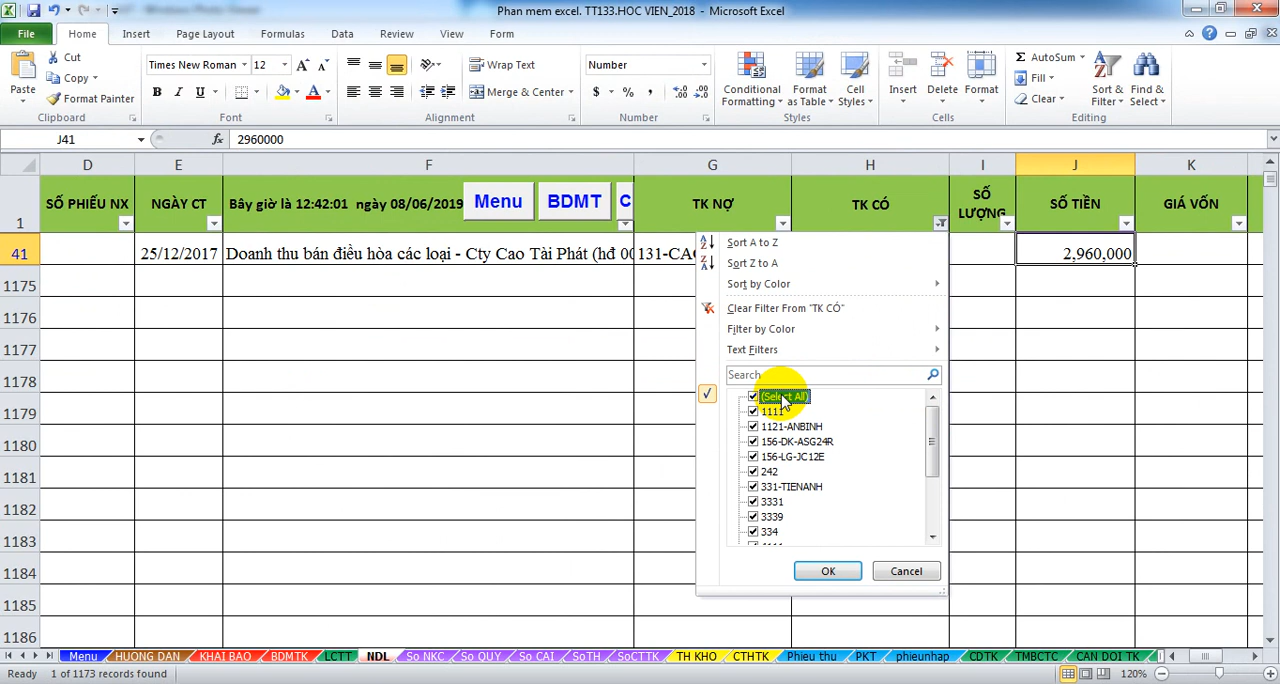 Phan mem excel. TT133.HOC VIEN_2018 - Microsoft Excel
File Home Insert Page Layout Formulas Data Review View Form
Paste Cut Copy Format Painter Clipboard
Times New Roman 12
B I U A
Font
Wrap Text
Merge & Center
Alignment
Number
$ % ,
Number
Conditional Formatting Format as Table Cell Styles
Styles
Insert Delete Format
Cells
Σ AutoSum
Fill
Clear
Sort & Filter Find & Select
Editing
J41 fx 2960000
D E F G H I J K
1 SỐ PHIẾU NX NGÀY CT Bây giờ là 12:42:01 ngày 08/06/2019 Menu BDMT C TK NỢ TK CÓ SỐ LƯỢNG SỐ TIỀN GIÁ VỐN
41 25/12/2017 Doanh thu bán điều hòa các loại - Cty Cao Tài Phát (hđ 00 131-CAO 2,960,000
1175
1176
1177
1178
1179
1180
1181
1182
1183
1184
1185
1186
Sort A to Z
Sort Z to A
Sort by Color
Clear Filter From "TK CÓ"
Filter by Color
Text Filters
Search
(Select All)
1111
1121-ANBINH
156-DK-ASG24R
156-LG-JC12E
242
331-TIENANH
3331
3339
334
OK Cancel
Menu HUONG DAN KHAI BAO BDMTK LCTT NDL So NKC So QUY So CAI SoTH SoCTTK TH KHO CTHTK Phieu thu PKT phieunhap CDTK TMBCTC CAN DOI TK
Ready 1 of 1173 records found 120%